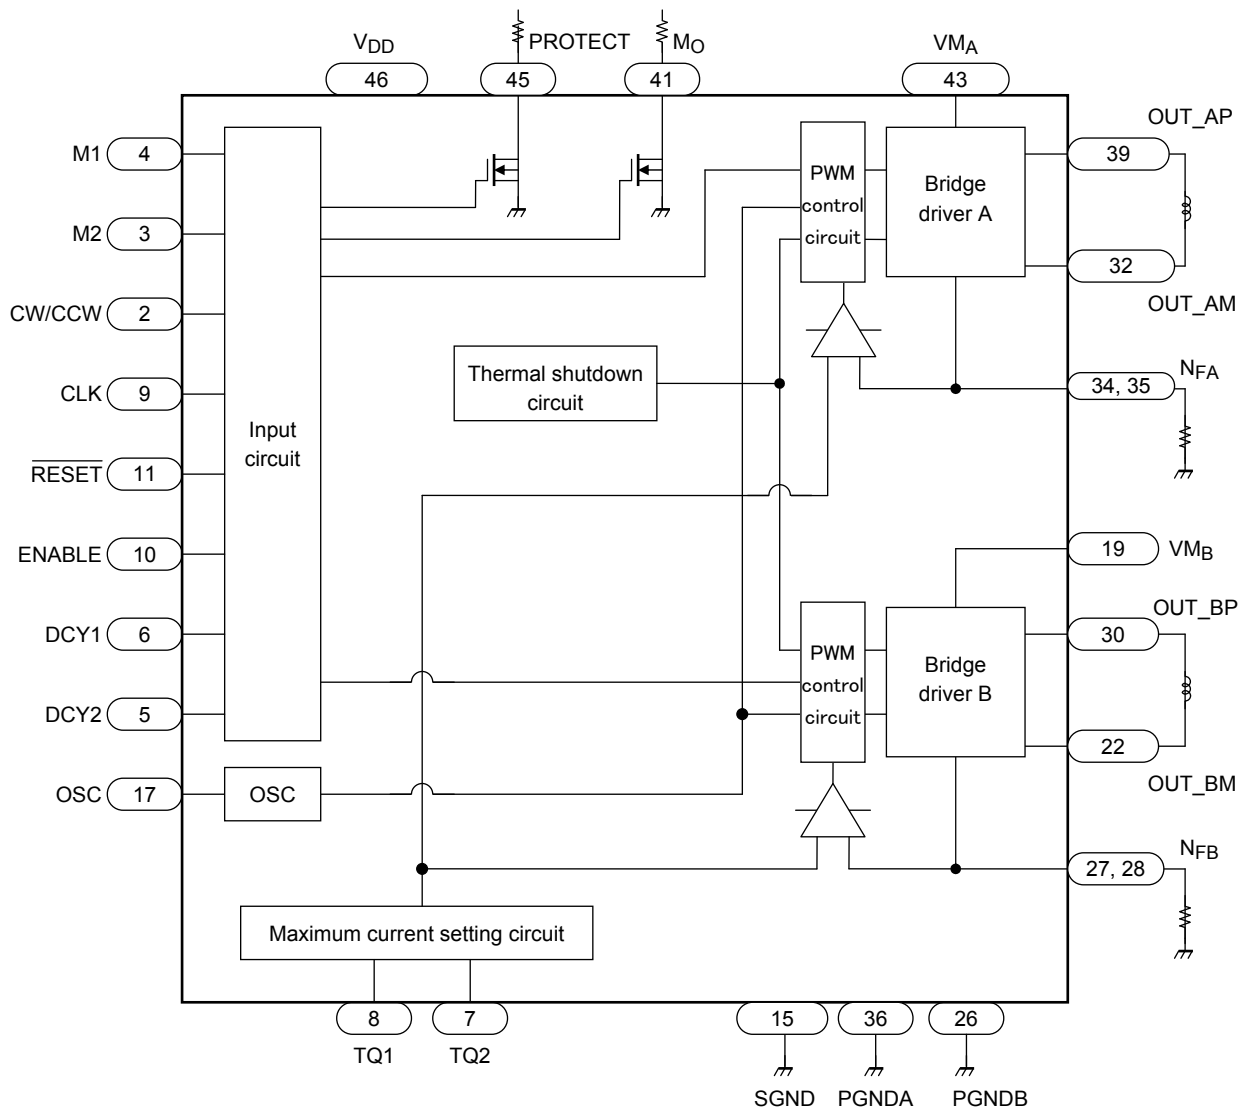 VDD
PROTECT
MO
VMA
46
45
41
43
OUT_AP
M1
4
39
PWM
control
circuit
Bridge
driver A
M2
3
32
OUT_AM
CW/CCW
2
Thermal shutdown
circuit
NFA
34, 35
CLK
9
Input
circuit
RESET
11
ENABLE
10
19
VMB
OUT_BP
DCY1
6
30
PWM
control
circuit
Bridge
driver B
DCY2
5
22
OUT_BM
OSC
17
OSC
NFB
27, 28
Maximum current setting circuit
8
7
15
36
26
TQ1
TQ2
SGND
PGNDA
PGNDB